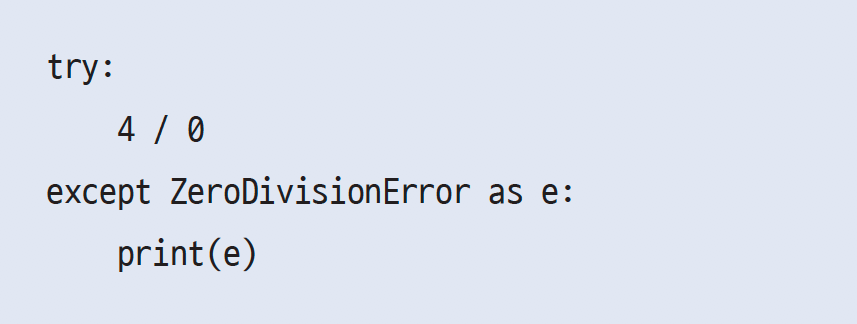 try:
    4 / 0
except ZeroDivisionError as e:
    print(e)